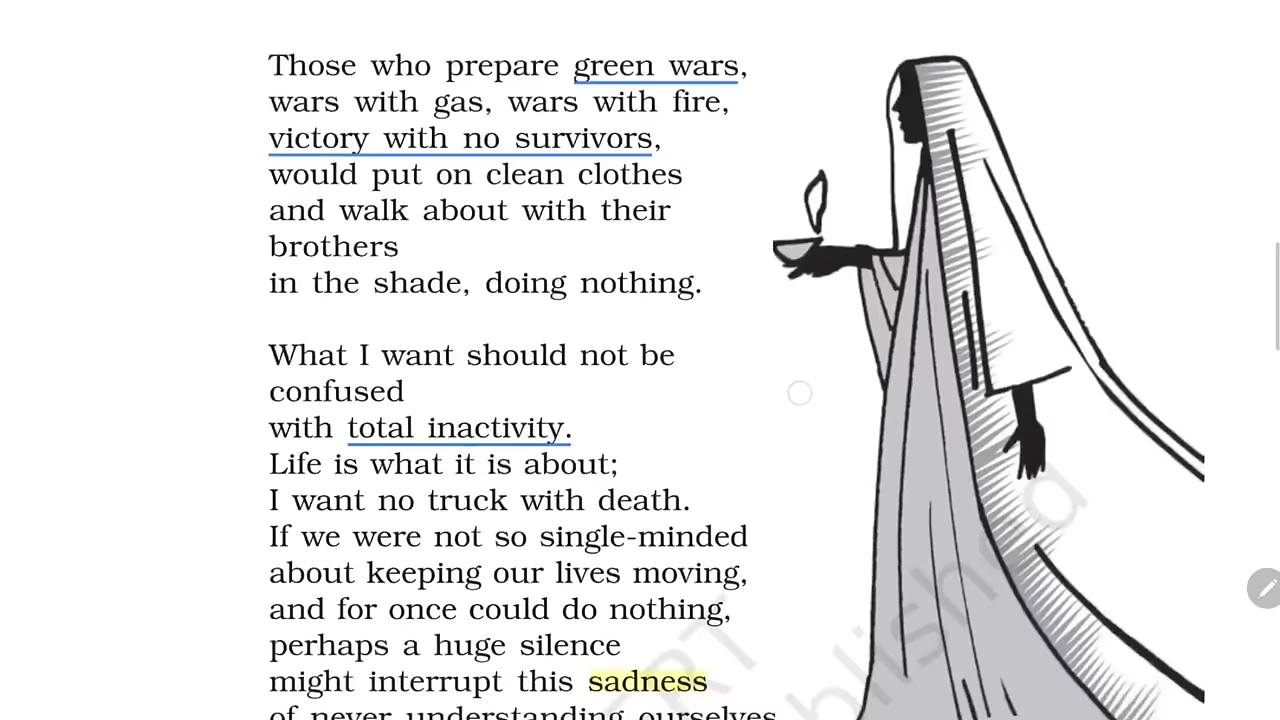 Those who prepare green wars,
wars with gas, wars with fire,
victory with no survivors,
would put on clean clothes
and walk about with their
brothers
in the shade, doing nothing.
What I want should not be
confused
with total inactivity.
Life is what it is about;
I want no truck with death.
If we were not so single-minded
about keeping our lives moving,
and for once could do nothing,
perhaps a huge silence
might interrupt this sadness
of never understanding ourselves